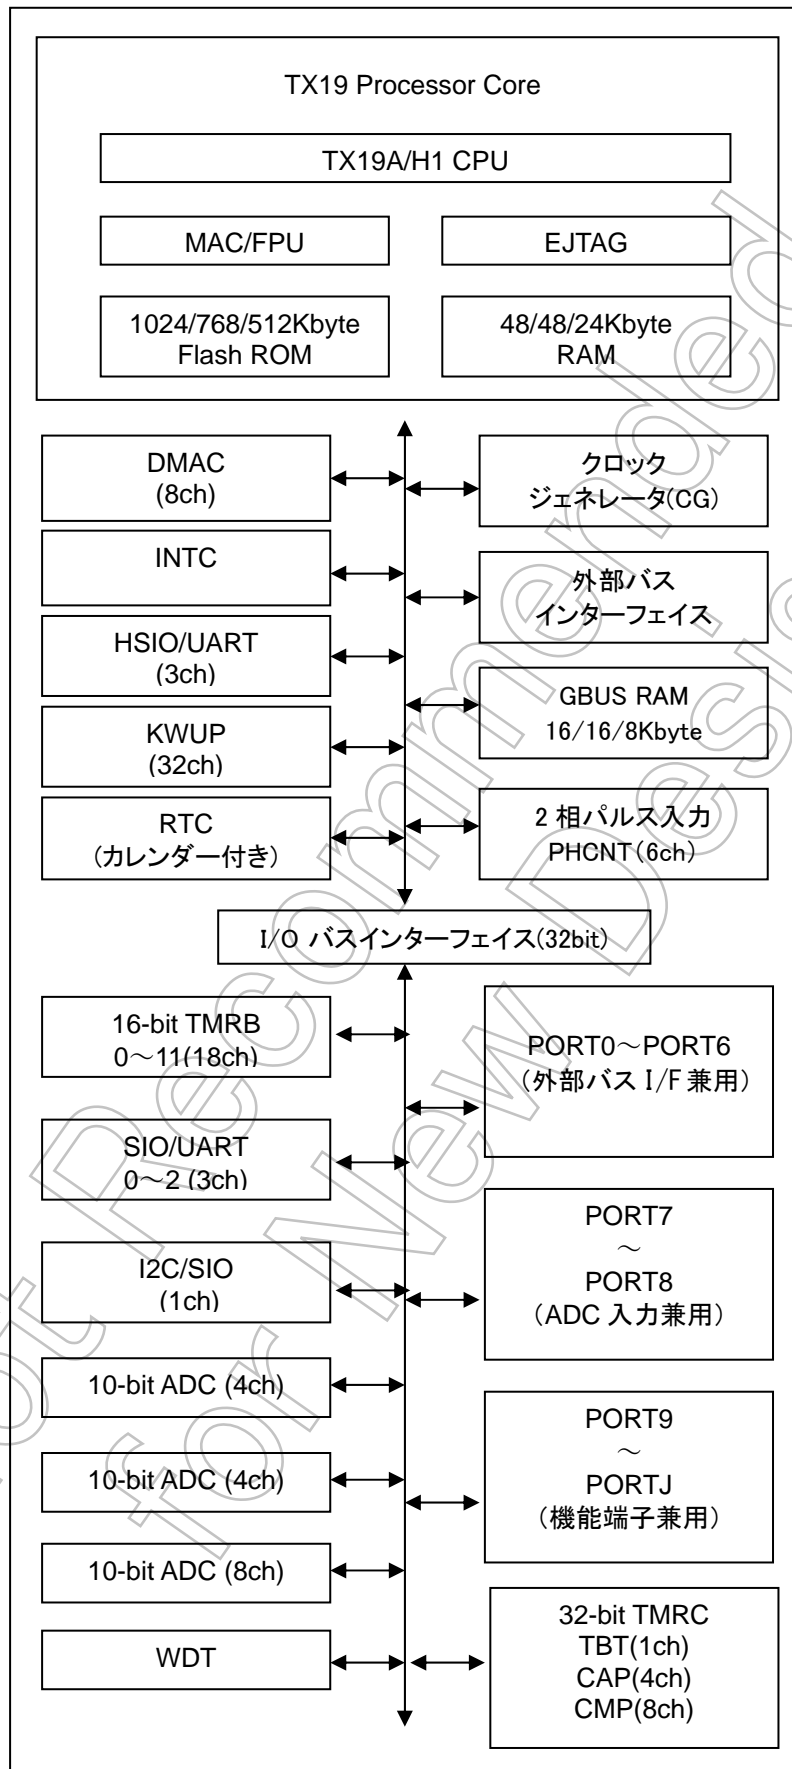 TX19 Processor Core
TX19A/H1 CPU
MAC/FPU
EJTAG
1024/768/512Kbyte
Flash ROM
48/48/24Kbyte
RAM
DMAC
(8ch)
クロック
ジェネレータ(CG)
INTC
外部バス
インターフェイス
HSIO/UART
(3ch)
GBUS RAM
16/16/8Kbyte
KWUP
(32ch)
RTC
(カレンダー付き)
2 相パルス入力
PHCNT(6ch)
I/O バスインターフェイス(32bit)
16-bit TMRB
0～11(18ch)
PORT0～PORT6
(外部バス I/F 兼用)
SIO/UART
0～2 (3ch)
PORT7
～
PORT8
(ADC 入力兼用)
I2C/SIO
(1ch)
10-bit ADC (4ch)
PORT9
～
PORTJ
(機能端子兼用)
10-bit ADC (4ch)
10-bit ADC (8ch)
32-bit TMRC
TBT(1ch)
CAP(4ch)
CMP(8ch)
WDT
Not Recommended
for New Design